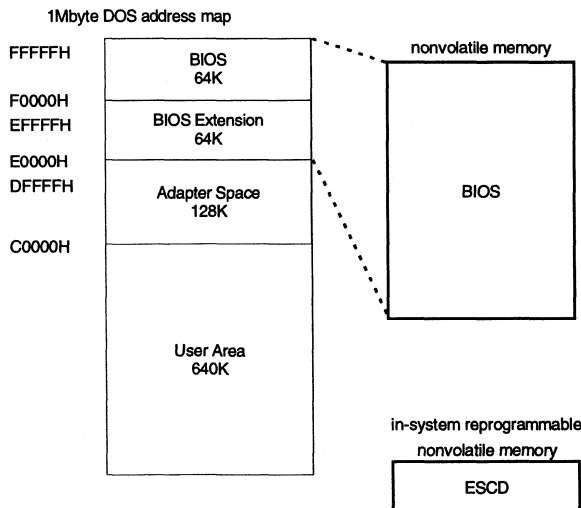 1Mbyte DOS address map
FFFFFH
BIOS
64K
F0000H
EFFFFH
BIOS Extension
64K
E0000H
DFFFFH
Adapter Space
128K
C0000H
User Area
640K
nonvolatile memory
BIOS
in-system reprogrammable
nonvolatile memory
ESCD